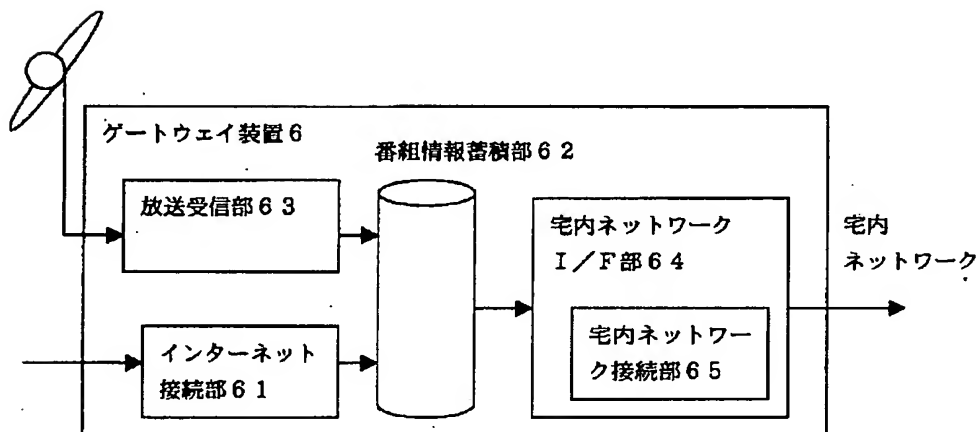 ゲートウェイ装置6
番組情報蓄積部62
放送受信部63
宅内ネットワーク
I/F部64
宅内
ネットワーク
宅内ネットワー
ク接続部65
インターネット
接続部61